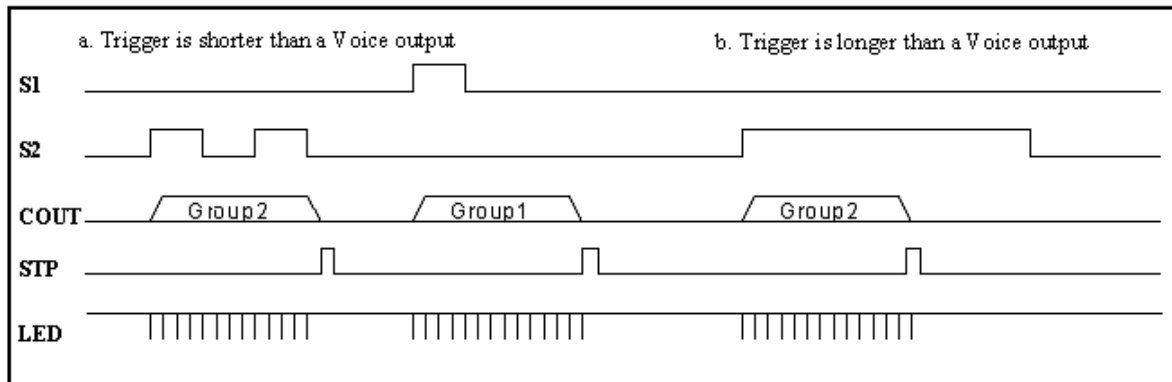 a. Trigger is shorter than a Voice output
b. Trigger is longer than a Voice output
S1
S2
COUT Group2 Group1 Group2
STP
LED